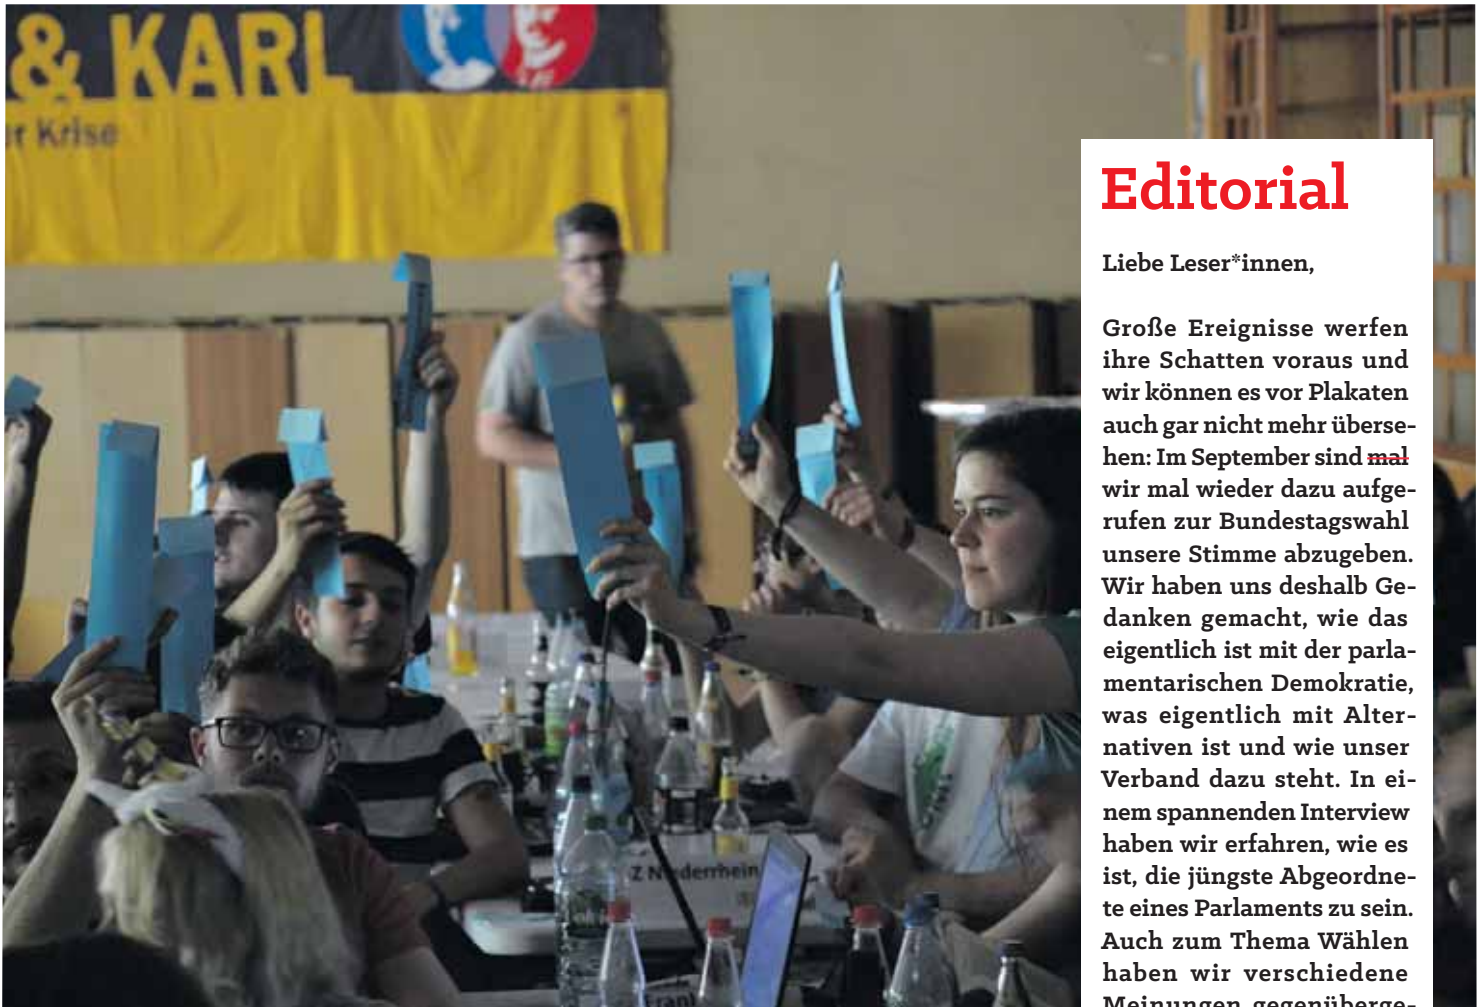 & KARL
r Krise
Z Niederrhein
Editorial
Liebe Leser*innen,
Große Ereignisse werfen
ihre Schatten voraus und
wir können es vor Plakaten
auch gar nicht mehr überse-
hen: Im September sind mal
wir mal wieder dazu aufge-
rufen zur Bundestagswahl
unsere Stimme abzugeben.
Wir haben uns deshalb Ge-
danken gemacht, wie das
eigentlich ist mit der parla-
mentarischen Demokratie,
was eigentlich mit Alter-
nativen ist und wie unser
Verband dazu steht. In ei-
nem spannenden Interview
haben wir erfahren, wie es
ist, die jüngste Abgeordne-
te eines Parlaments zu sein.
Auch zum Thema Wählen
haben wir verschiedene
Meinungen gegenüberge-